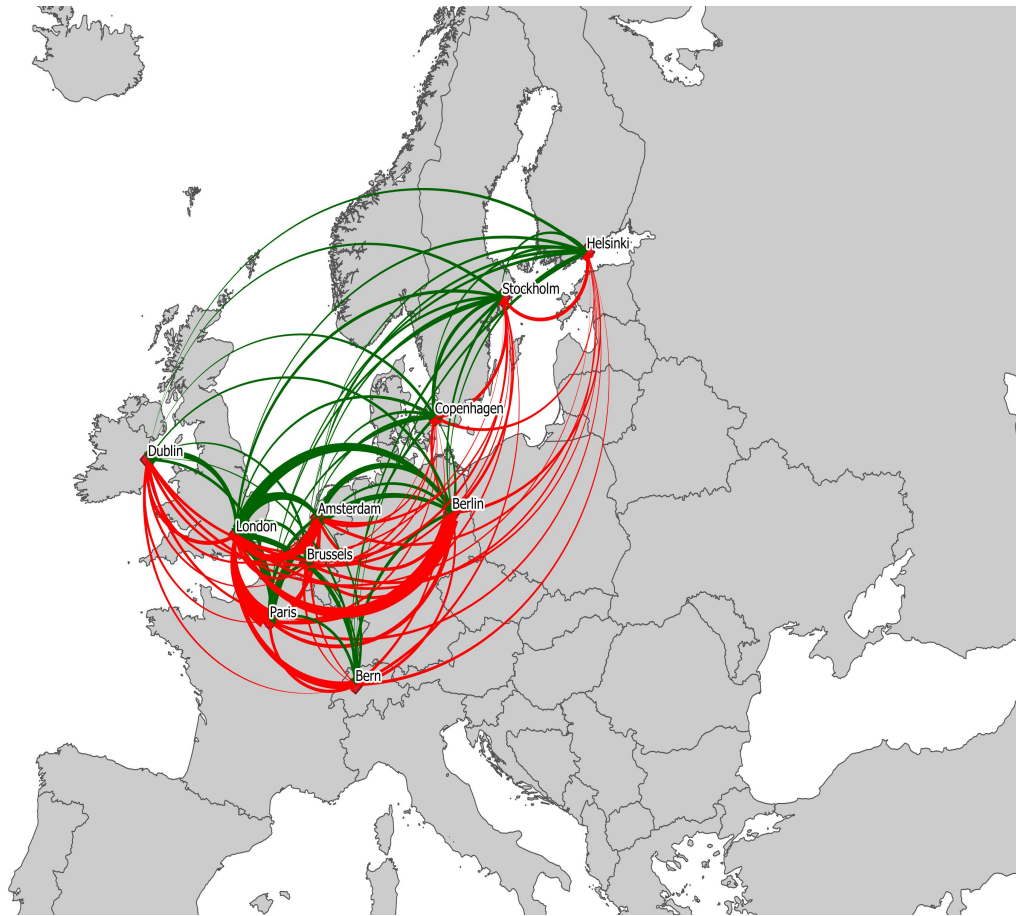 Helsinki
Stockholm
Copenhagen
Dublin
Amsterdam
Berlin
London
Brussels
Paris
Bern